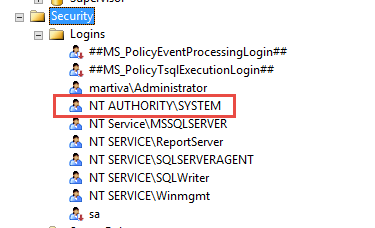 Security
Logins
##MS_PolicyEventProcessingLogin##
##MS_PolicyTsqlExecutionLogin##
martiva\Administrator
NT AUTHORITY\SYSTEM
NT Service\MSSQLSERVER
NT SERVICE\ReportServer
NT SERVICE\SQLSERVERAGENT
NT SERVICE\SQLWriter
NT SERVICE\Winmgmt
sa